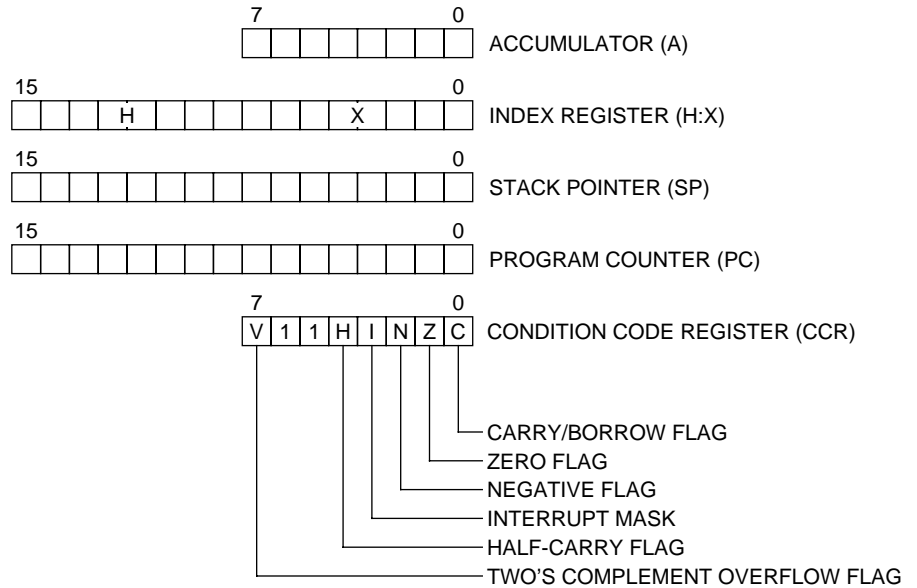 7 0
ACCUMULATOR (A)
15 0
H X INDEX REGISTER (H:X)
15 0
STACK POINTER (SP)
15 0
PROGRAM COUNTER (PC)
7 0
V 1 1 H I N Z C CONDITION CODE REGISTER (CCR)
CARRY/BORROW FLAG
ZERO FLAG
NEGATIVE FLAG
INTERRUPT MASK
HALF-CARRY FLAG
TWO'S COMPLEMENT OVERFLOW FLAG